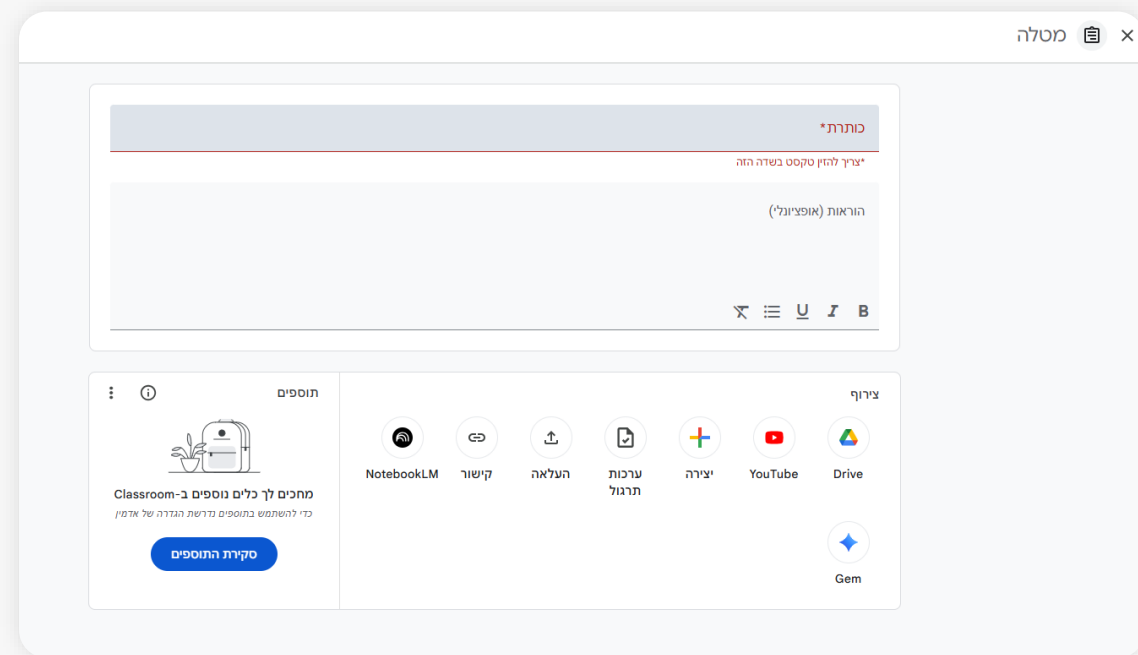 מטלה
כותרת*
*צריך להזין טקסט בשדה הזה
הוראות (אופציונלי)
B I U
צירוף
Drive
YouTube
יצירה
ערכות
תרגול
העלאה
קישור
NotebookLM
Gem
תוספים
מחכים לך כלים נוספים ב-Classroom
כדי להשתמש בתוספים נדרשת הגדרה של אדמין
סקירת התוספים